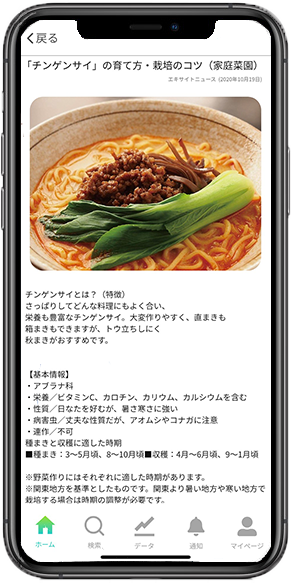 戻る
「チンゲンサイ」の育て方・栽培のコツ（家庭菜園）
エキサイトニュース (2020年10月19日)
チンゲンサイとは？（特徴）
さっぱりしてどんな料理にもよく合い、
栄養も豊富なチンゲンサイ。大変作りやすく、直まきも
箱まきもできますが、トウ立ちしにく
秋まきがおすすめです。
【基本情報】
・アブラナ科
・栄養／ビタミンC、カロチン、カリウム、カルシウムを含む
・性質／日なたを好むが、暑さ寒さに強い
・病害虫／丈夫な性質だが、アオムシやコナガに注意
・連作／不可
種まきと収穫に適した時期
■種まき：3〜5月頃、8〜10月頃■収穫：4月〜6月頃、9〜1月頃
※野菜作りにはそれぞれに適した時期があります。
※関東地方を基準としたものです。関東より暑い地方や寒い地方で
栽培する場合は時期の調整が必要です。
ホーム 検索 データ 通知 マイページ